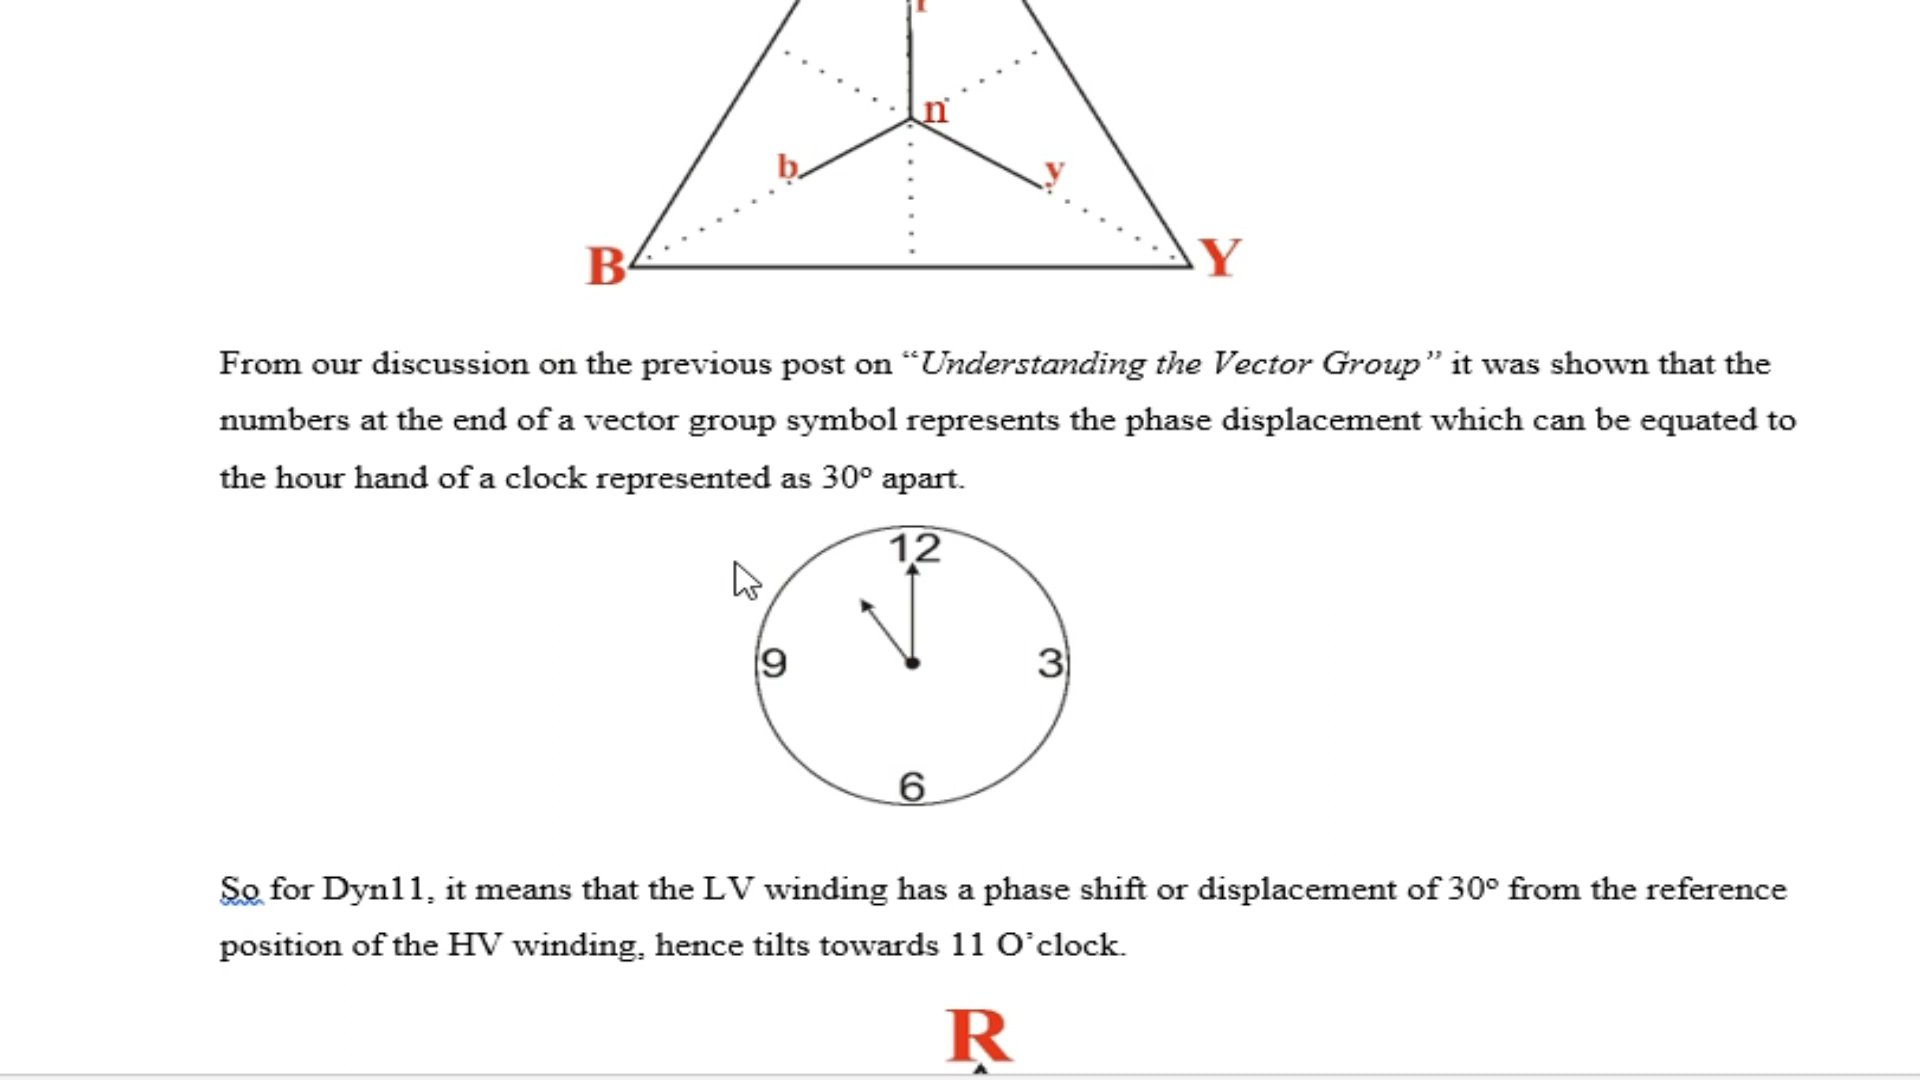 r
n
b
y
B
Y
From our discussion on the previous post on “Understanding the Vector Group” it was shown that the
numbers at the end of a vector group symbol represents the phase displacement which can be equated to
the hour hand of a clock represented as 30º apart.
12
9
3
6
So for Dyn11, it means that the LV winding has a phase shift or displacement of 30º from the reference
position of the HV winding, hence tilts towards 11 O’clock.
R